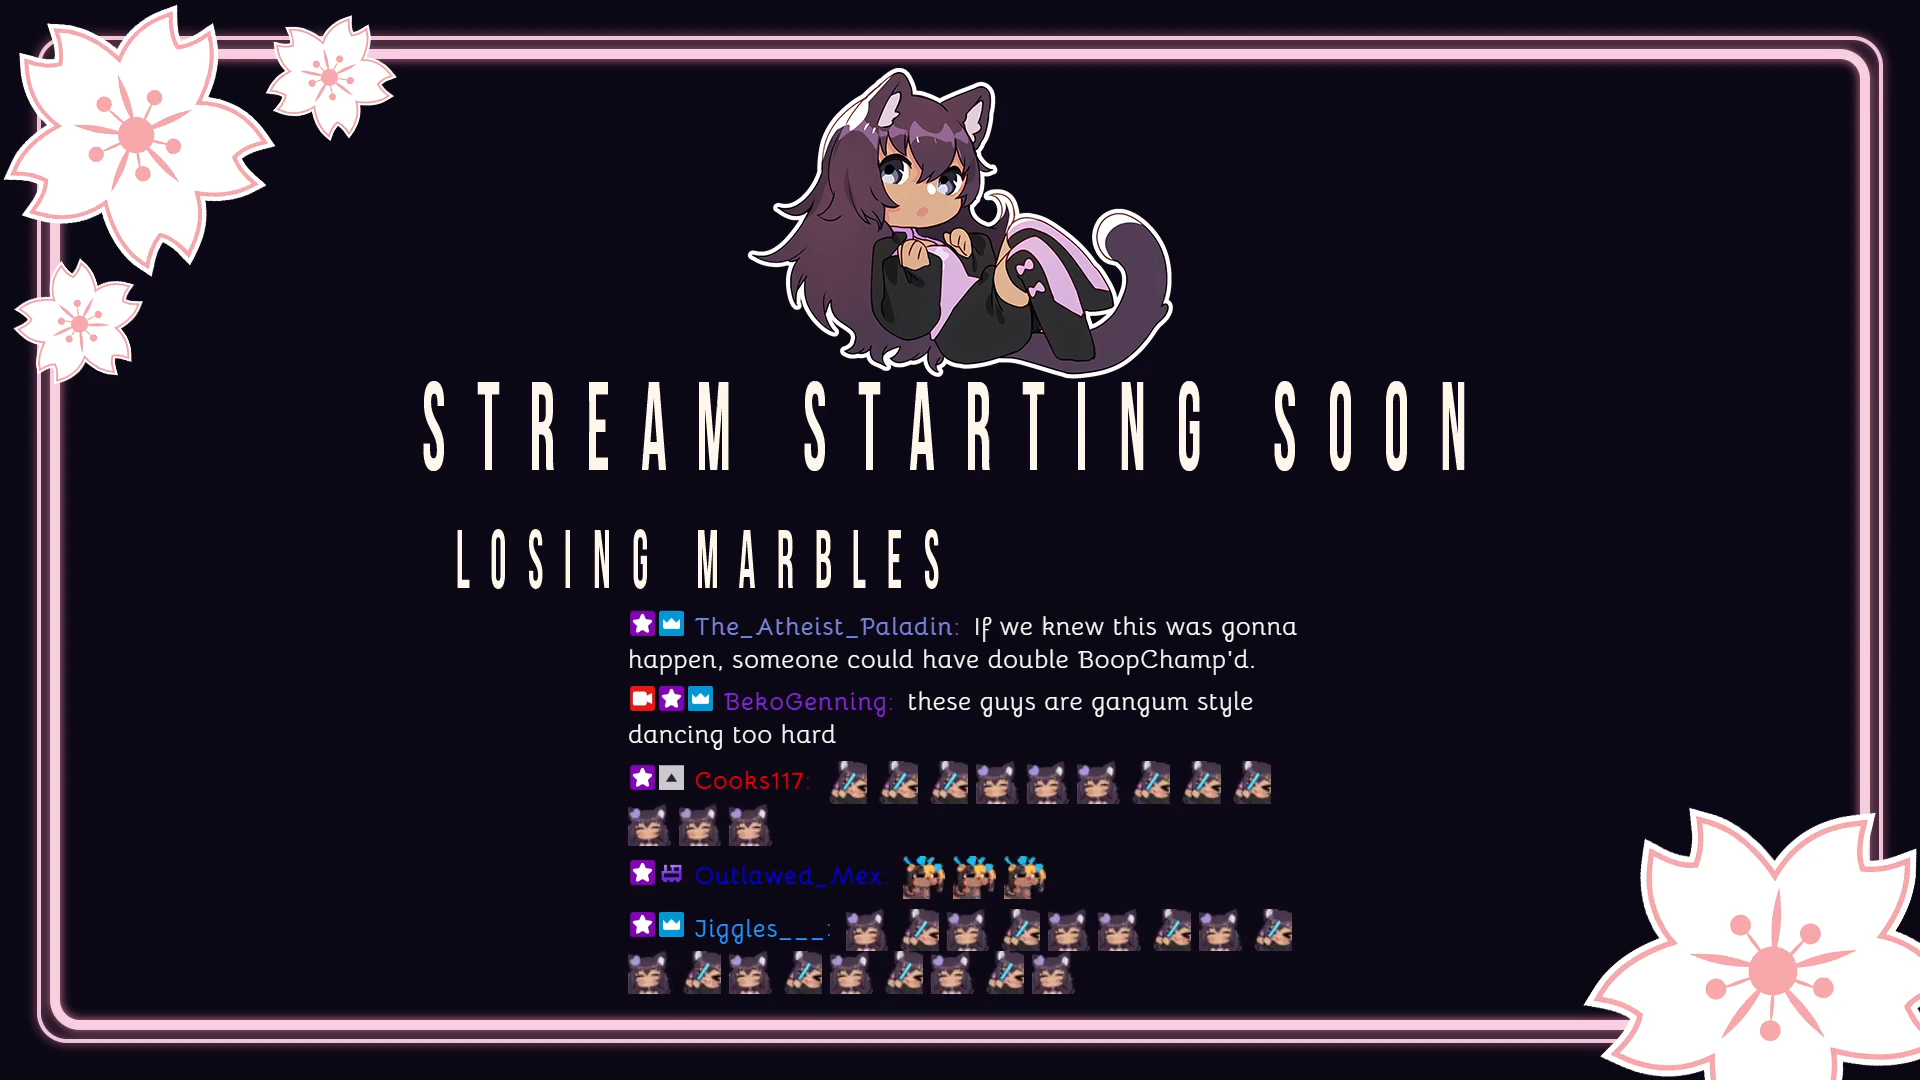 STREAM STARTING SOON
LOSING MARBLES
The_Atheist_Paladin: If we knew this was gonna
happen, someone could have double BoopChamp'd.
BekoGenning: these guys are gangum style
dancing too hard
Cooks117:
Outlawed_Mex:
Jiggles___: